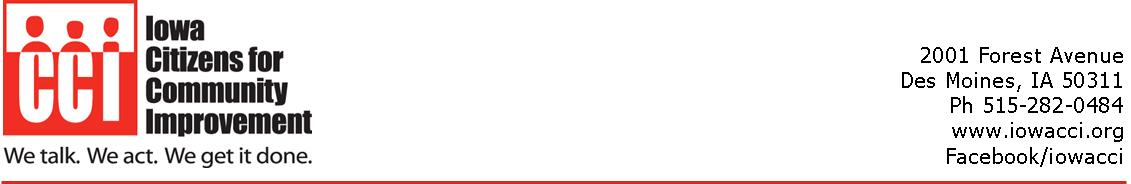 cci
Iowa
Citizens for
Community
Improvement
We talk. We act. We get it done.
2001 Forest Avenue
Des Moines, IA 50311
Ph 515-282-0484
www.iowacci.org
Facebook/iowacci